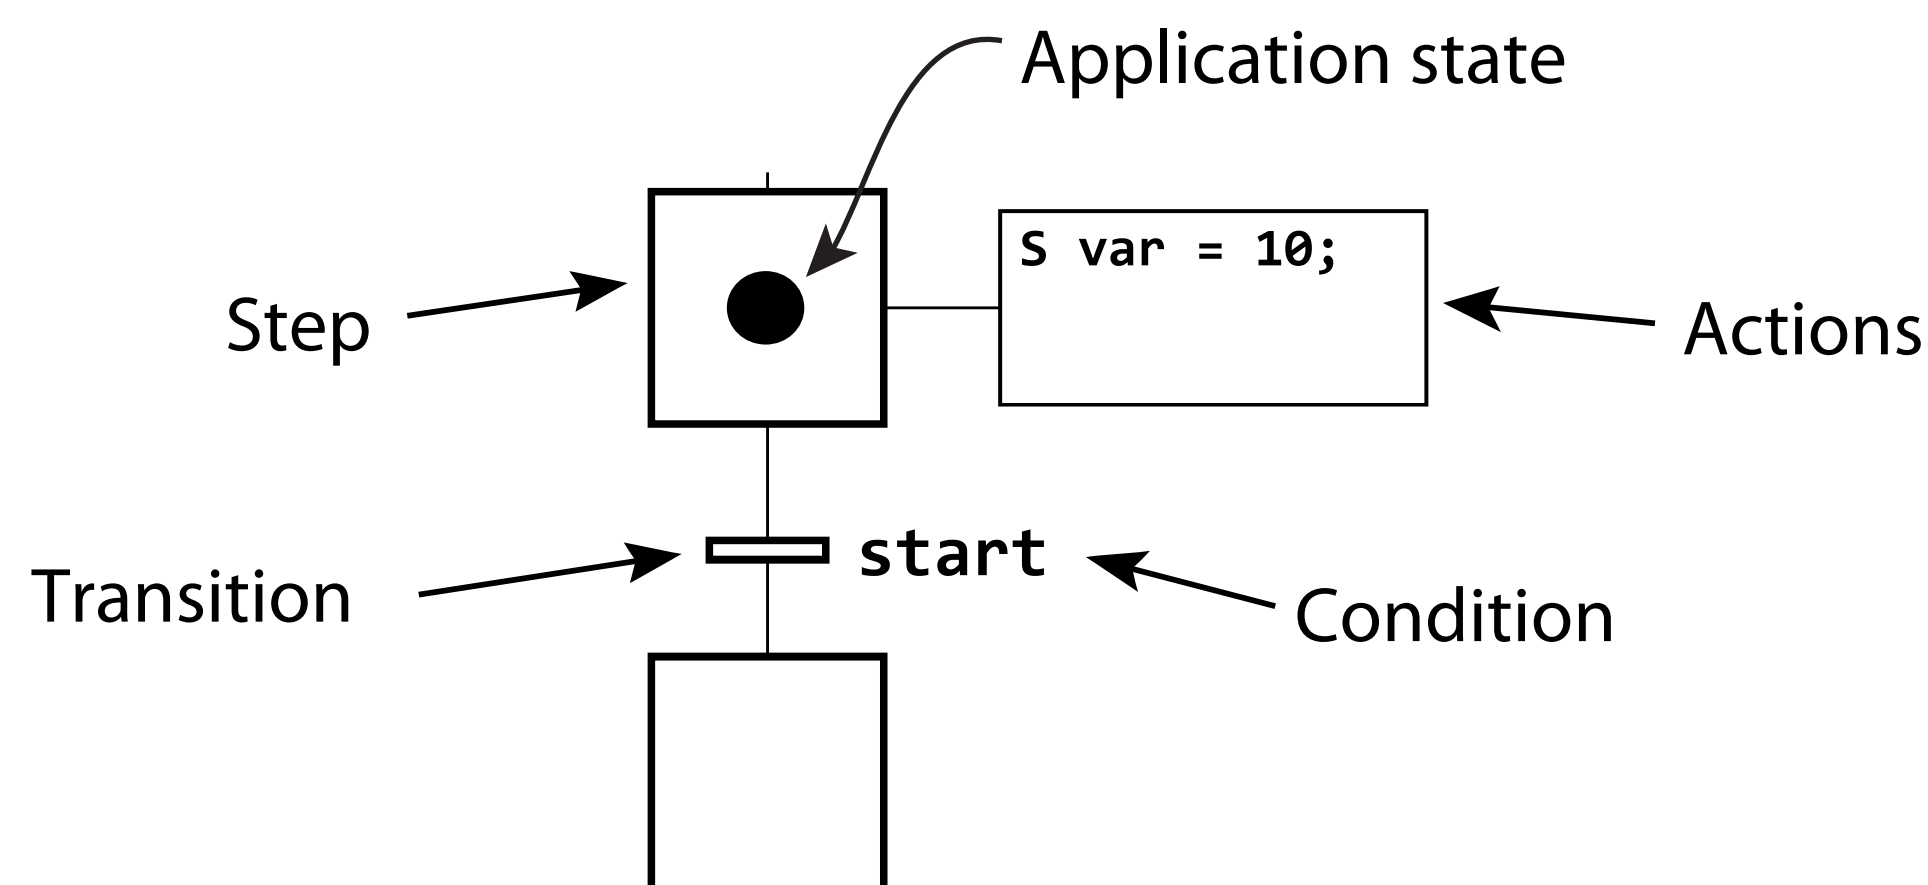 Application state
S var = 10;
Step
Actions
start
Transition
Condition